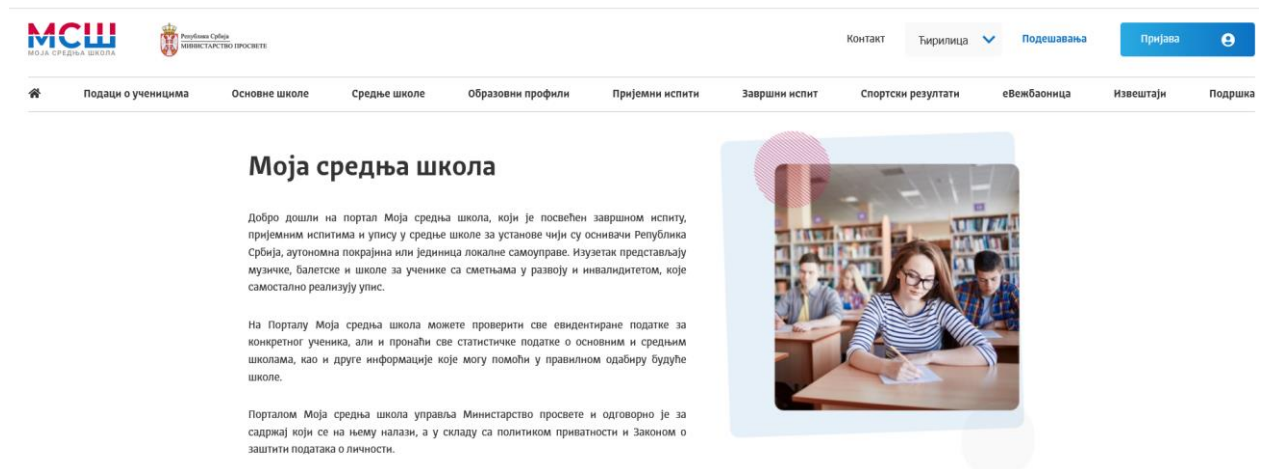 МСШ
МОЈА СРЕДЊА ШКОЛА
Република Србија
МИНИСТАРСТВО ПРОСВЕТЕ
Контакт
Ћирилица
Подешавања
Пријава
Подаци о ученицима
Основне школе
Средње школе
Образовни профили
Пријемни испити
Завршни испит
Спортски резултати
еВежбаоница
Извештаји
Подршка
Моја средња школа
Добро дошли на портал Моја средња школа, који је посвећен завршном испиту,
пријемним испитима и упису у средње школе за установе чији су оснивачи Република
Србија, аутономна покрајина или јединица локалне самоуправе. Изузетак представљају
музичке, балетске и школе за ученике са сметњама у развоју и инвалидитетом, које
самостално реализују упис.
На Порталу Моја средња школа можете проверити све евидентиране податке за
конкретног ученика, али и пронаћи све статистичке податке о основним и средњим
школама, као и друге информације које могу помоћи у правилном одабиру будуће
школе.
Порталом Моја средња школа управља Министарство просвете и одговорно је за
садржај који се на њему налази, а у складу са политиком приватности и Законом о
заштити података о личности.